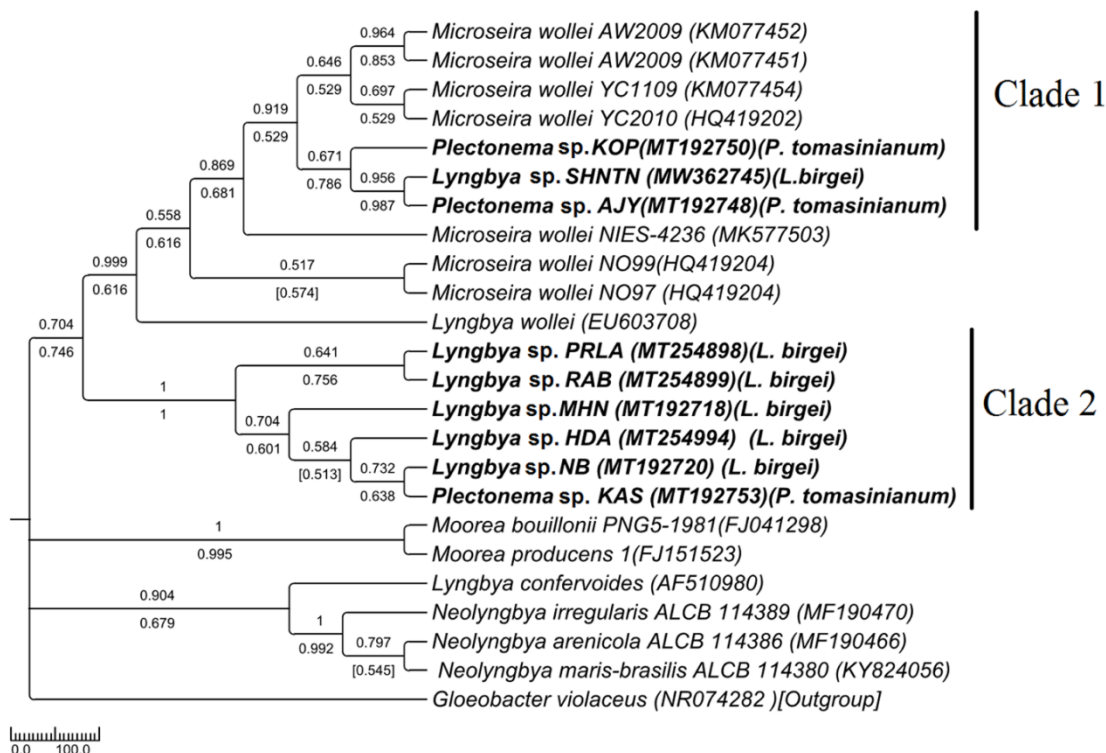 0.964
Microseira wollei AW2009 (KM077452)
0.646
0.853
Microseira wollei AW2009 (KM077451)
0.919
0.529
0.697
Microseira wollei YC1109 (KM077454)
Clade 1
0.529
Microseira wollei YC2010 (HQ419202)
0.869
0.529
0.671
Plectonema sp. KOP(MT192750)(P. tomasinianum)
0.786
0.956
Lyngbya sp. SHNTN (MW362745)(L.birgei)
0.558
0.681
0.987
Plectonema sp. AJY(MT192748)(P. tomasinianum)
0.616
Microseira wollei NIES-4236 (MK577503)
0.999
0.517
Microseira wollei NO99(HQ419204)
0.616
[0.574]
Microseira wollei NO97 (HQ419204)
0.704
Lyngbya wollei (EU603708)
0.746
0.641
Lyngbya sp. PRLA (MT254898)(L. birgei)
0.756
Lyngbya sp. RAB (MT254899)(L. birgei)
1
1
0.704
Lyngbya sp.MHN (MT192718)(L. birgei)
Clade 2
0.601
0.584
Lyngbya sp. HDA (MT254994) (L. birgei)
[0.513]
0.732
Lyngbya sp.NB (MT192720) (L. birgei)
0.638
Plectonema sp. KAS (MT192753)(P. tomasinianum)
1
Moorea bouillonii PNG5-1981(FJ041298)
0.995
Moorea producens 1(FJ151523)
0.904
Lyngbya confervoides (AF510980)
0.679
1
Neolyngbya irregularis ALCB 114389 (MF190470)
0.992
0.797
Neolyngbya arenicola ALCB 114386 (MF190466)
[0.545]
Neolyngbya maris-brasilis ALCB 114380 (KY824056)
Gloeobacter violaceus (NR074282 )[Outgroup]
0.0 100.0